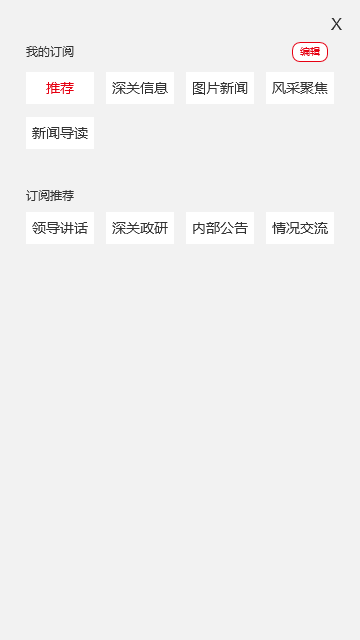 X
我的订阅 编辑
推荐 深关信息 图片新闻 风采聚焦
新闻导读
订阅推荐
领导讲话 深关政研 内部公告 情况交流